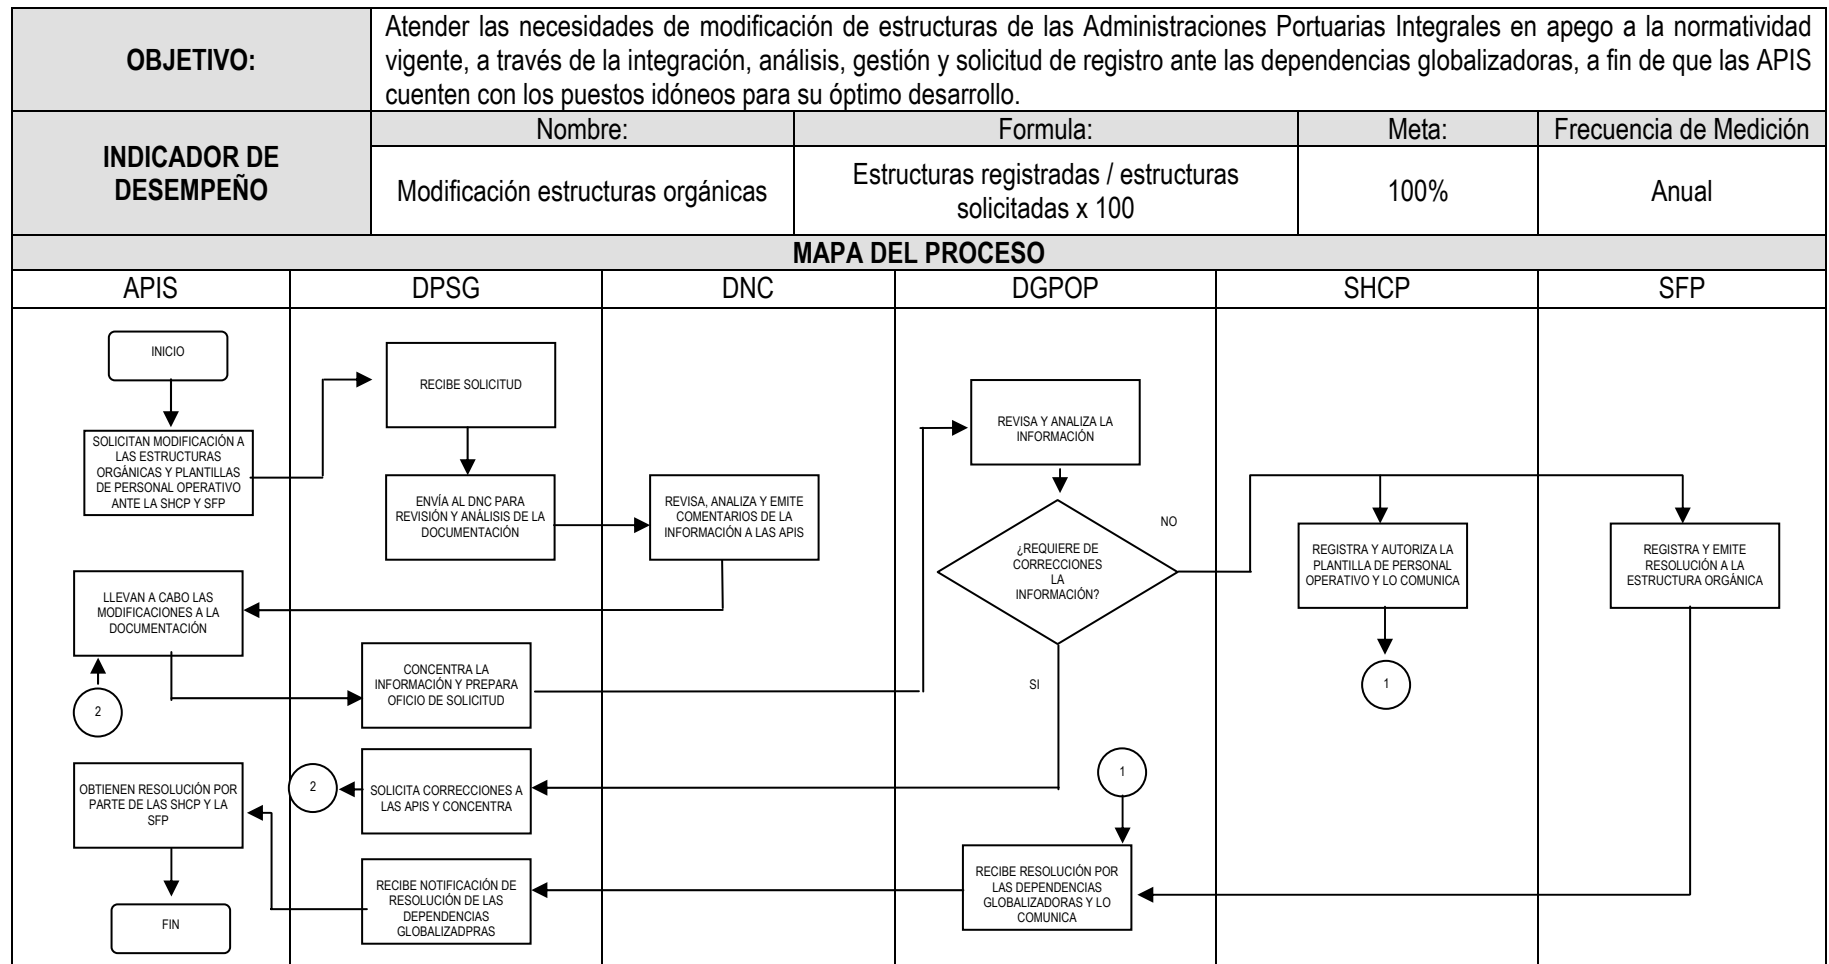 OBJETIVO:
Atender las necesidades de modificación de estructuras de las Administraciones Portuarias Integrales en apego a la normatividad
vigente, a través de la integración, análisis, gestión y solicitud de registro ante las dependencias globalizadoras, a fin de que las APIS
cuenten con los puestos idóneos para su óptimo desarrollo.
INDICADOR DE
DESEMPEÑO
Nombre:
Formula:
Meta:
Frecuencia de Medición
Modificación estructuras orgánicas
Estructuras registradas / estructuras
solicitadas x 100
100%
Anual
MAPA DEL PROCESO
APIS
DPSG
DNC
DGPOP
SHCP
SFP
INICIO
SOLICITAN MODIFICACIÓN A
LAS ESTRUCTURAS
ORGÁNICAS Y PLANTILLAS
DE PERSONAL OPERATIVO
ANTE LA SHCP Y SFP
RECIBE SOLICITUD
ENVÍA AL DNC PARA
REVISIÓN Y ANÁLISIS DE LA
DOCUMENTACIÓN
REVISA, ANALIZA Y EMITE
COMENTARIOS DE LA
INFORMACIÓN A LAS APIS
REVISA Y ANALIZA LA
INFORMACIÓN
¿REQUIERE DE
CORRECCIONES
LA
INFORMACIÓN?
NO
SI
REGISTRA Y AUTORIZA LA
PLANTILLA DE PERSONAL
OPERATIVO Y LO COMUNICA
REGISTRA Y EMITE
RESOLUCIÓN A LA
ESTRUCTURA ORGÁNICA
LLEVAN A CABO LAS
MODIFICACIONES A LA
DOCUMENTACIÓN
2
CONCENTRA LA
INFORMACIÓN Y PREPARA
OFICIO DE SOLICITUD
1
OBTIENEN RESOLUCIÓN POR
PARTE DE LAS SHCP Y LA
SFP
2
SOLICITA CORRECCIONES A
LAS APIS Y CONCENTRA
1
RECIBE NOTIFICACIÓN DE
RESOLUCIÓN DE LAS
DEPENDENCIAS
GLOBALIZADPRAS
RECIBE RESOLUCIÓN POR
LAS DEPENDENCIAS
GLOBALIZADORAS Y LO
COMUNICA
FIN